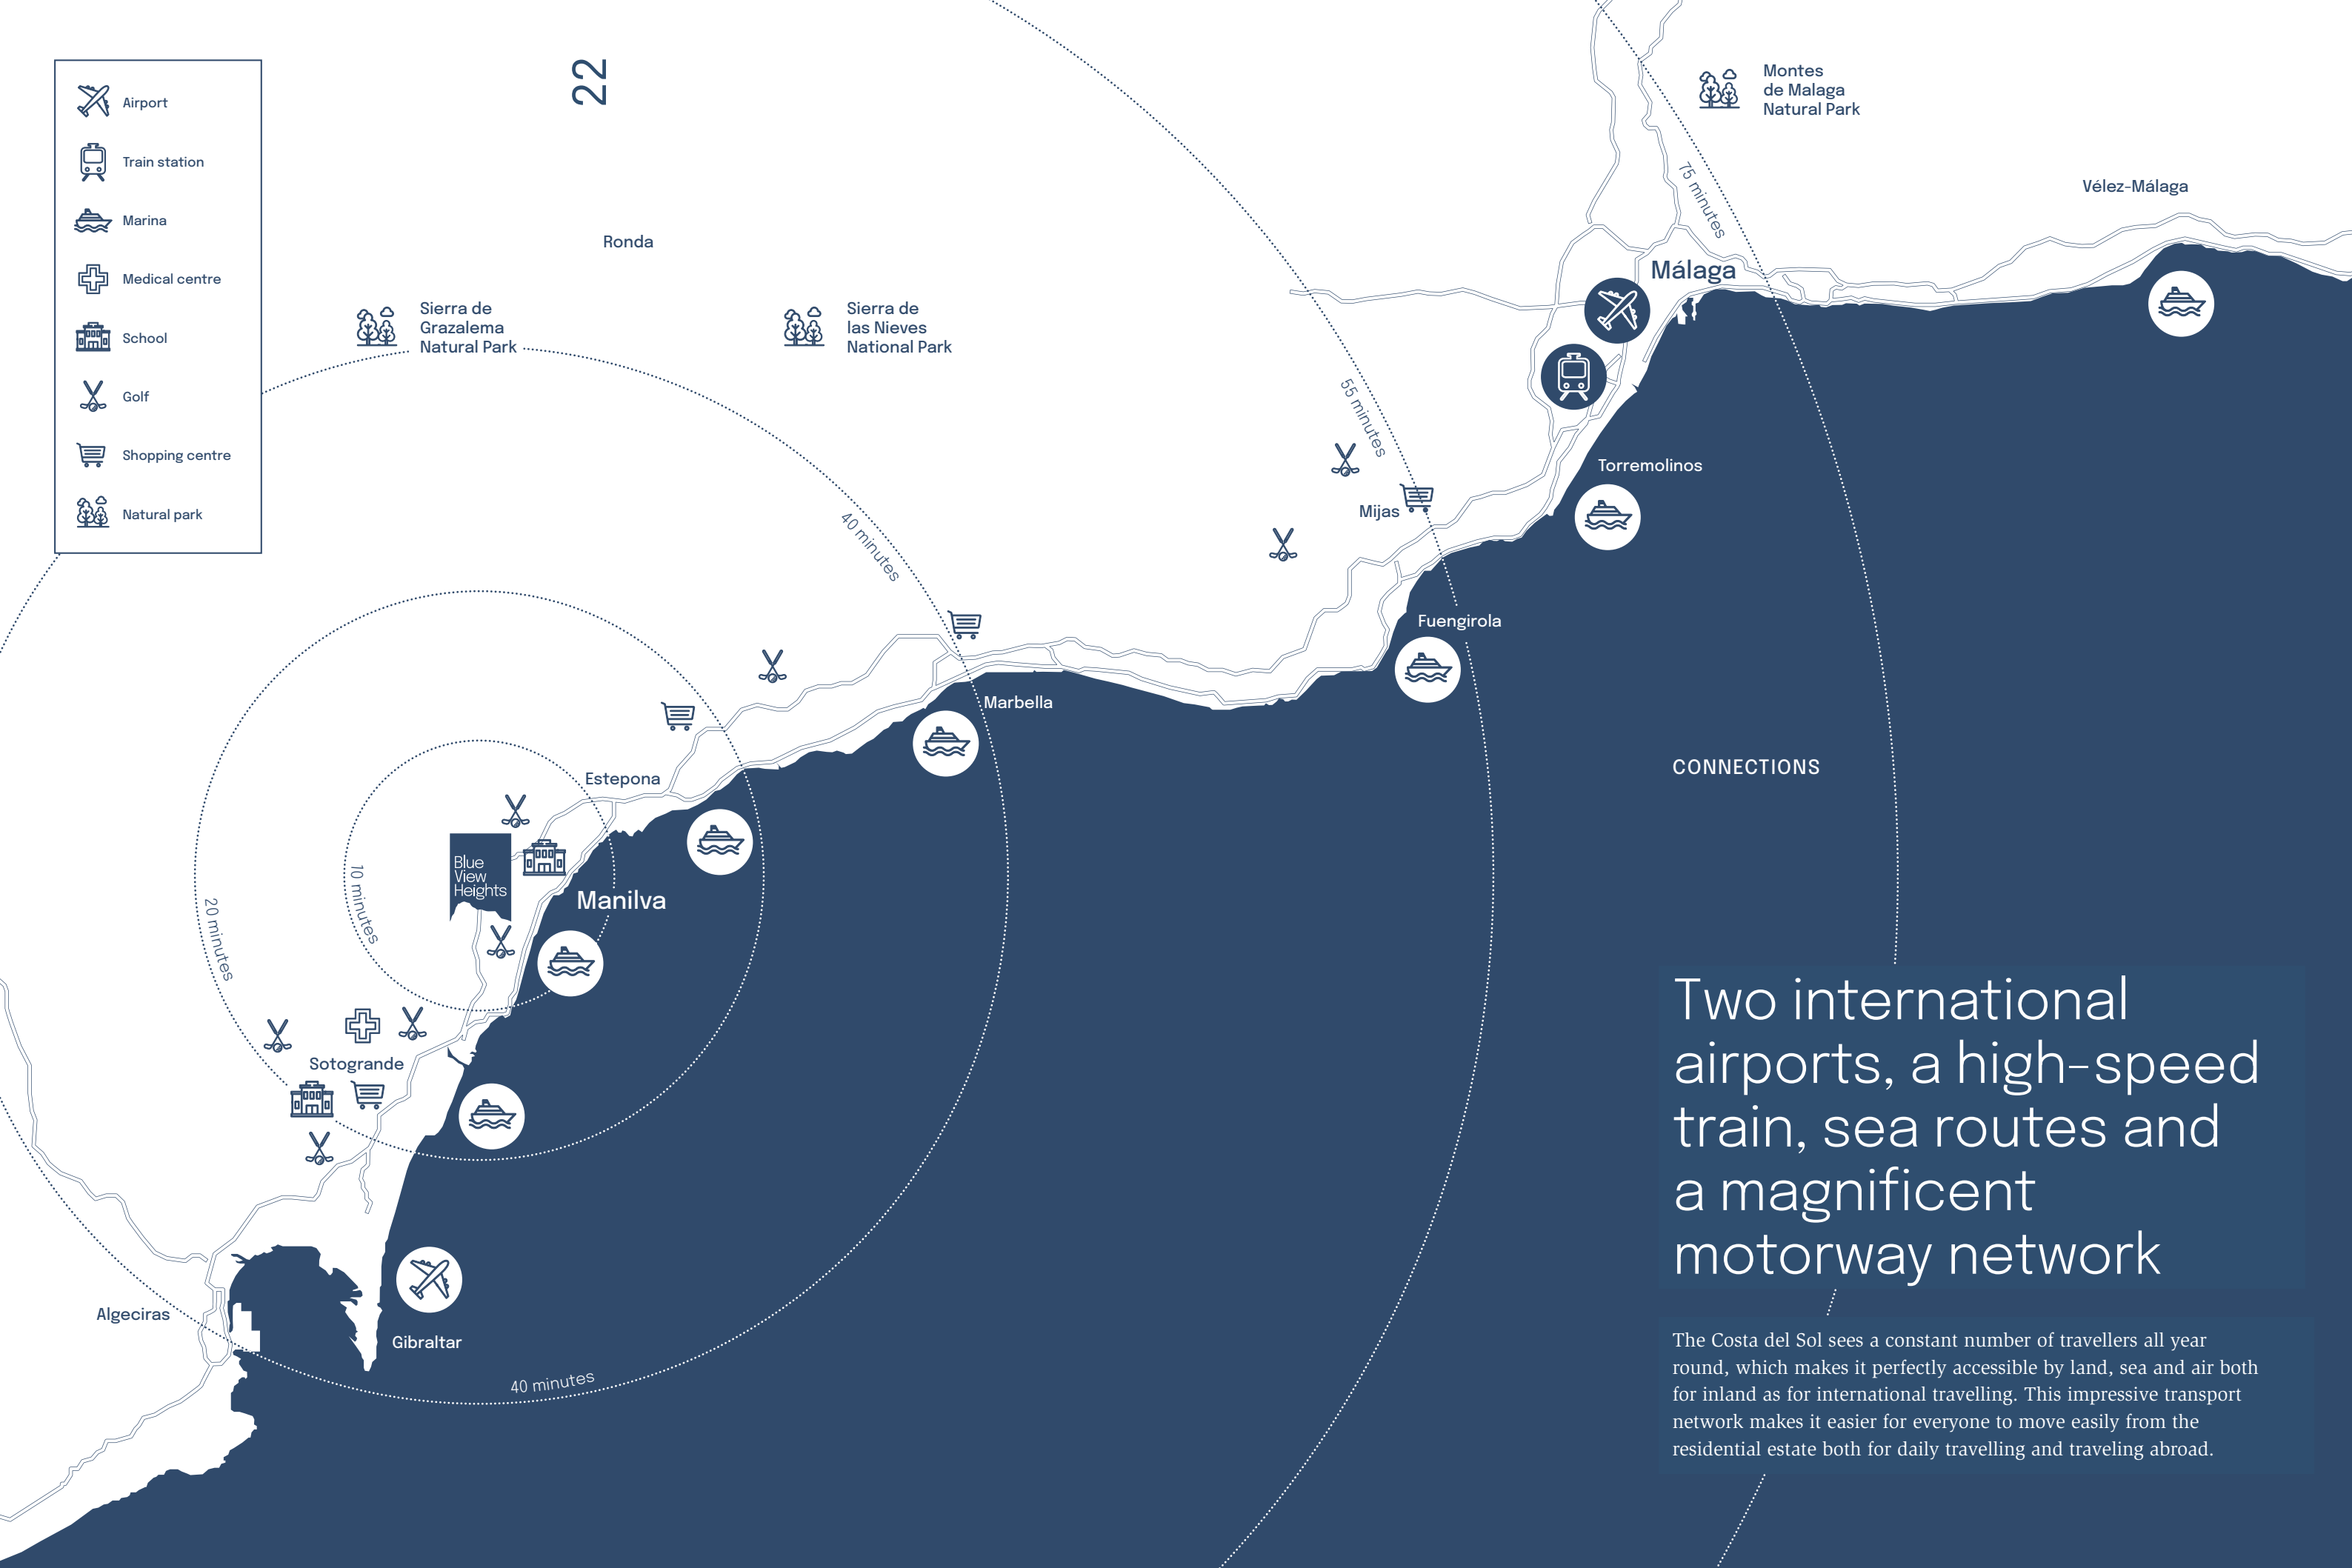 22
Airport
Train station
Marina
Medical centre
School
Golf
Shopping centre
Natural park
Montes
de Malaga
Natural Park
Vélez-Málaga
Ronda
Sierra de
Grazalema
Natural Park
Sierra de
las Nieves
National Park
75 minutes
Málaga
55 minutes
Torremolinos
Mijas
40 minutes
Fuengirola
Marbella
Estepona
CONNECTIONS
Blue
View
Heights
10 minutes
Manilva
20 minutes
Sotogrande
Algeciras
Gibraltar
40 minutes
Two international
airports, a high-speed
train, sea routes and
a magnificent
motorway network
The Costa del Sol sees a constant number of travellers all year
round, which makes it perfectly accessible by land, sea and air both
for inland as for international travelling. This impressive transport
network makes it easier for everyone to move easily from the
residential estate both for daily travelling and traveling abroad.